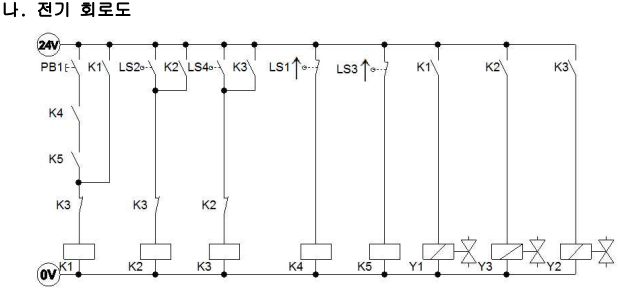 나. 전기 회로도
24V
PB1 K1 LS2 K2 LS4 K3 LS1 LS3 K1 K2 K3
K4
K5
K3 K3 K2
K1 K2 K3 K4 K5 Y1 Y3 Y2
0V